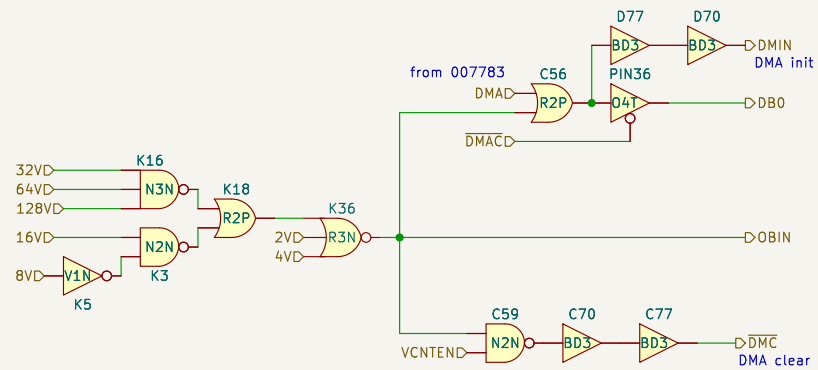 D77
D70
BD3
BD3
DMIN
DMA init
from 007783
C56
PIN36
DMA
R2P
O4T
DBO
DMAC
K16
32V
64V
N3N
128V
K18
R2P
K36
16V
N2N
2V
R3N
4V
OBIN
8V
V1N
K3
K5
C59
C70
C77
VCNTEN
N2N
BD3
BD3
DMC
DMA clear